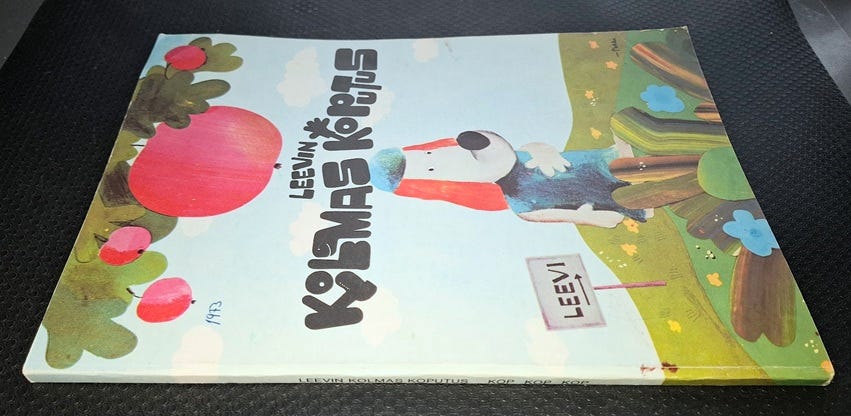 LEEVIN
KOLMAS KOPUTUS
LEEVI
1973
LEEVIN KOLMAS KOPUTUS KOP KOP KOP